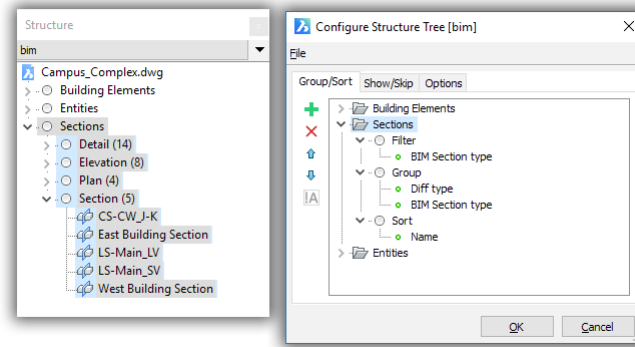 Structure
bim
Campus_Complex.dwg
Building Elements
Entities
Sections
Detail (14)
Elevation (8)
Plan (4)
Section (5)
CS-CW_J-K
East Building Section
LS-Main_LV
LS-Main_SV
West Building Section
Configure Structure Tree [bim]
File
Group/Sort Show/Skip Options
Building Elements
Sections
Filter
BIM Section type
Group
Diff type
BIM Section type
Sort
Name
Entities
!A
OK Cancel